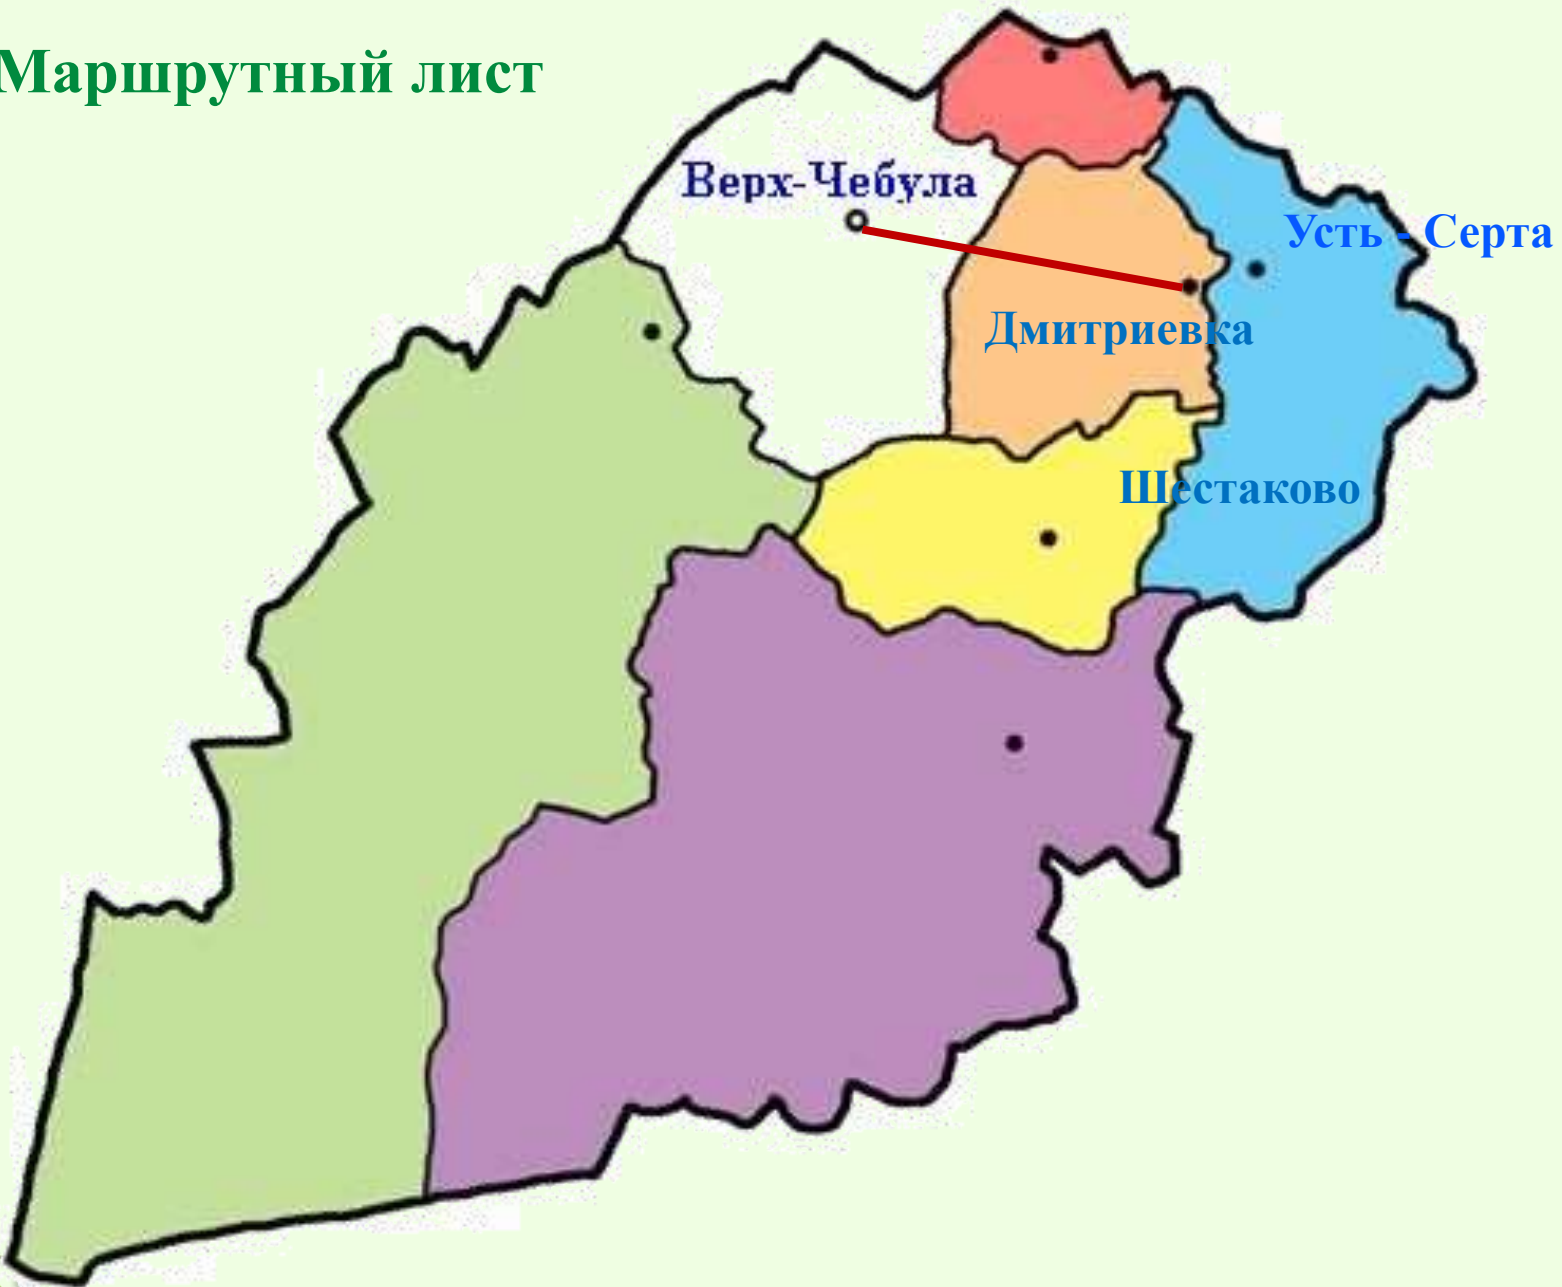 Маршрутный лист
Верх-Чебула
Усть - Серта
Дмитриевка
Шестаково